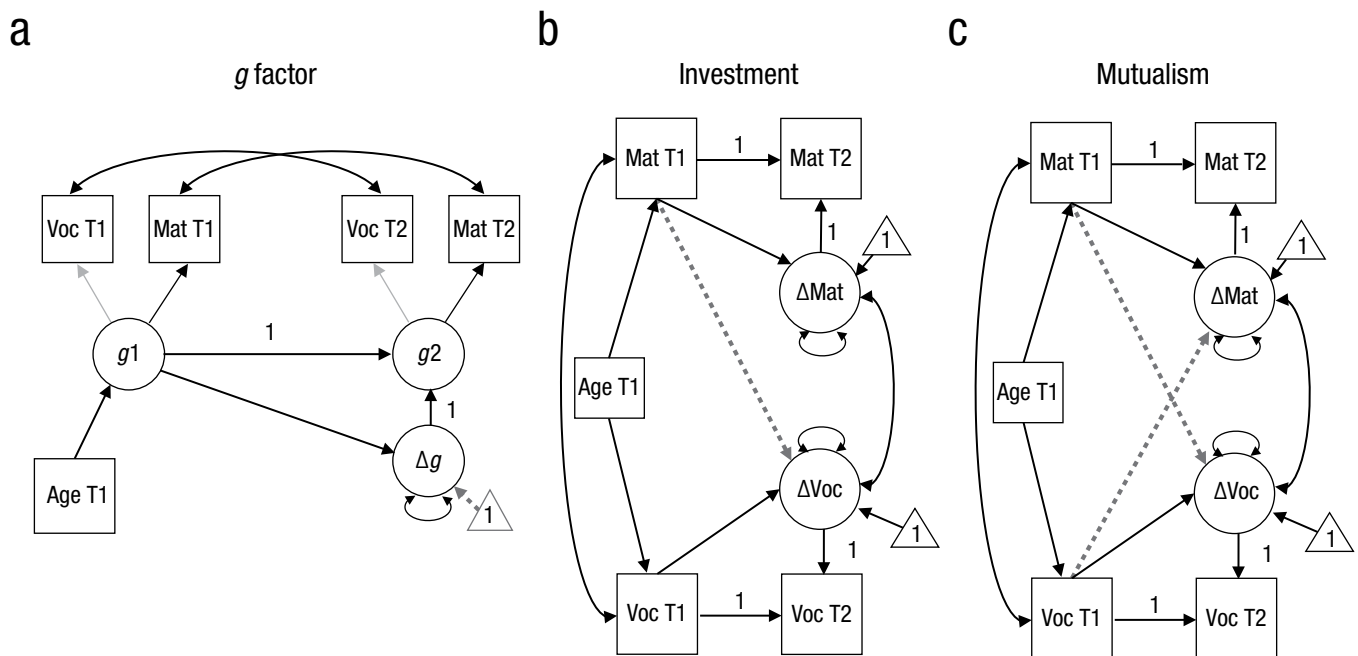 a
g factor
Voc T1
Mat T1
Voc T2
Mat T2
g1
1
g2
1
Δg
1
Age T1
b
Investment
Mat T1
1
Mat T2
1
1
ΔMat
Age T1
ΔVoc
1
1
Voc T1
1
Voc T2
c
Mutualism
Mat T1
1
Mat T2
1
1
ΔMat
Age T1
ΔVoc
1
1
Voc T1
1
Voc T2